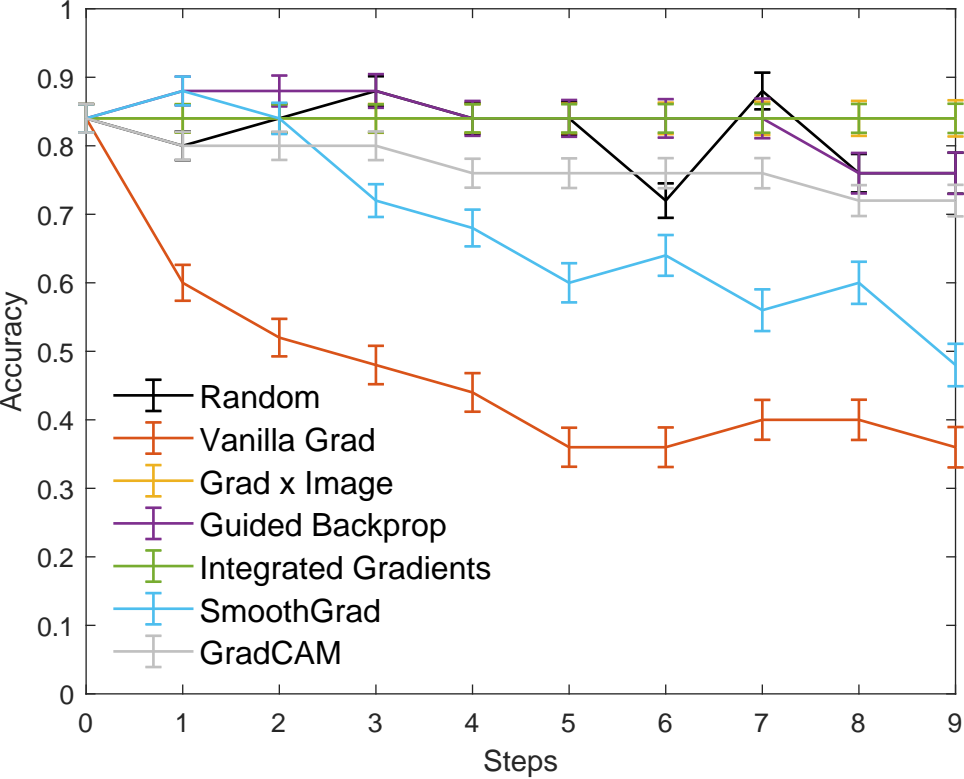 1
0.9
0.8
0.7
0.6
0.5
0.4
0.3
0.2
0.1
0
Accuracy
Random
Vanilla Grad
Grad x Image
Guided Backprop
Integrated Gradients
SmoothGrad
GradCAM
0 1 2 3 4 5 6 7 8 9
Steps